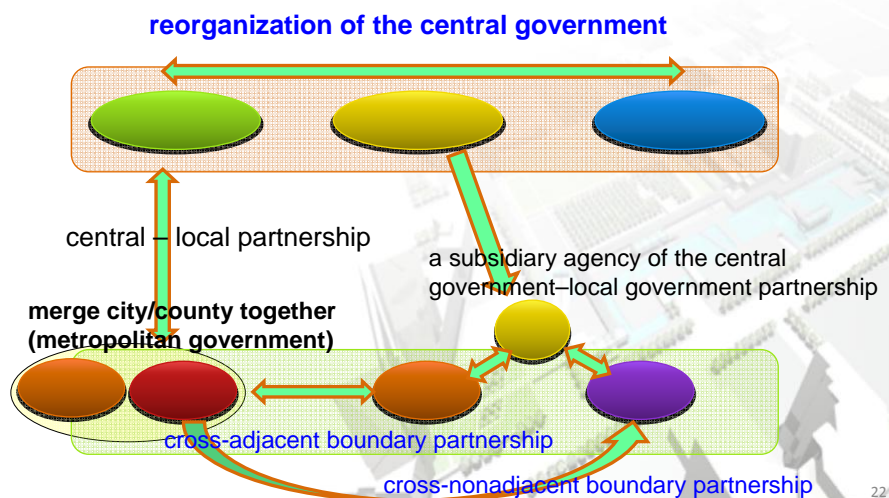 reorganization of the central government
central – local partnership
a subsidiary agency of the central
government–local government partnership
merge city/county together
(metropolitan government)
cross-adjacent boundary partnership
cross-nonadjacent boundary partnership
22